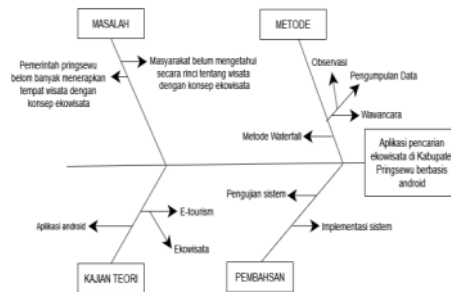 MASALAH
METODE
Pemerintah pringsewu
belom banyak menerapkan
tempat wisata dengan
konsep ekowisata
Masyarakat belum mengetahui
secara rinci tentang wisata
dengan konsep ekowisata
Observasi
Pengumpulan Data
Wawancara
Metode Waterfall
Aplikasi pencarian
ekowisata di Kabupate
Pringsewu berbasis
android
Pengujian sistem
E-tourism
Aplikasi android
Implementasi sistem
Ekowisata
KAJIAN TEORI
PEMBAHSAN